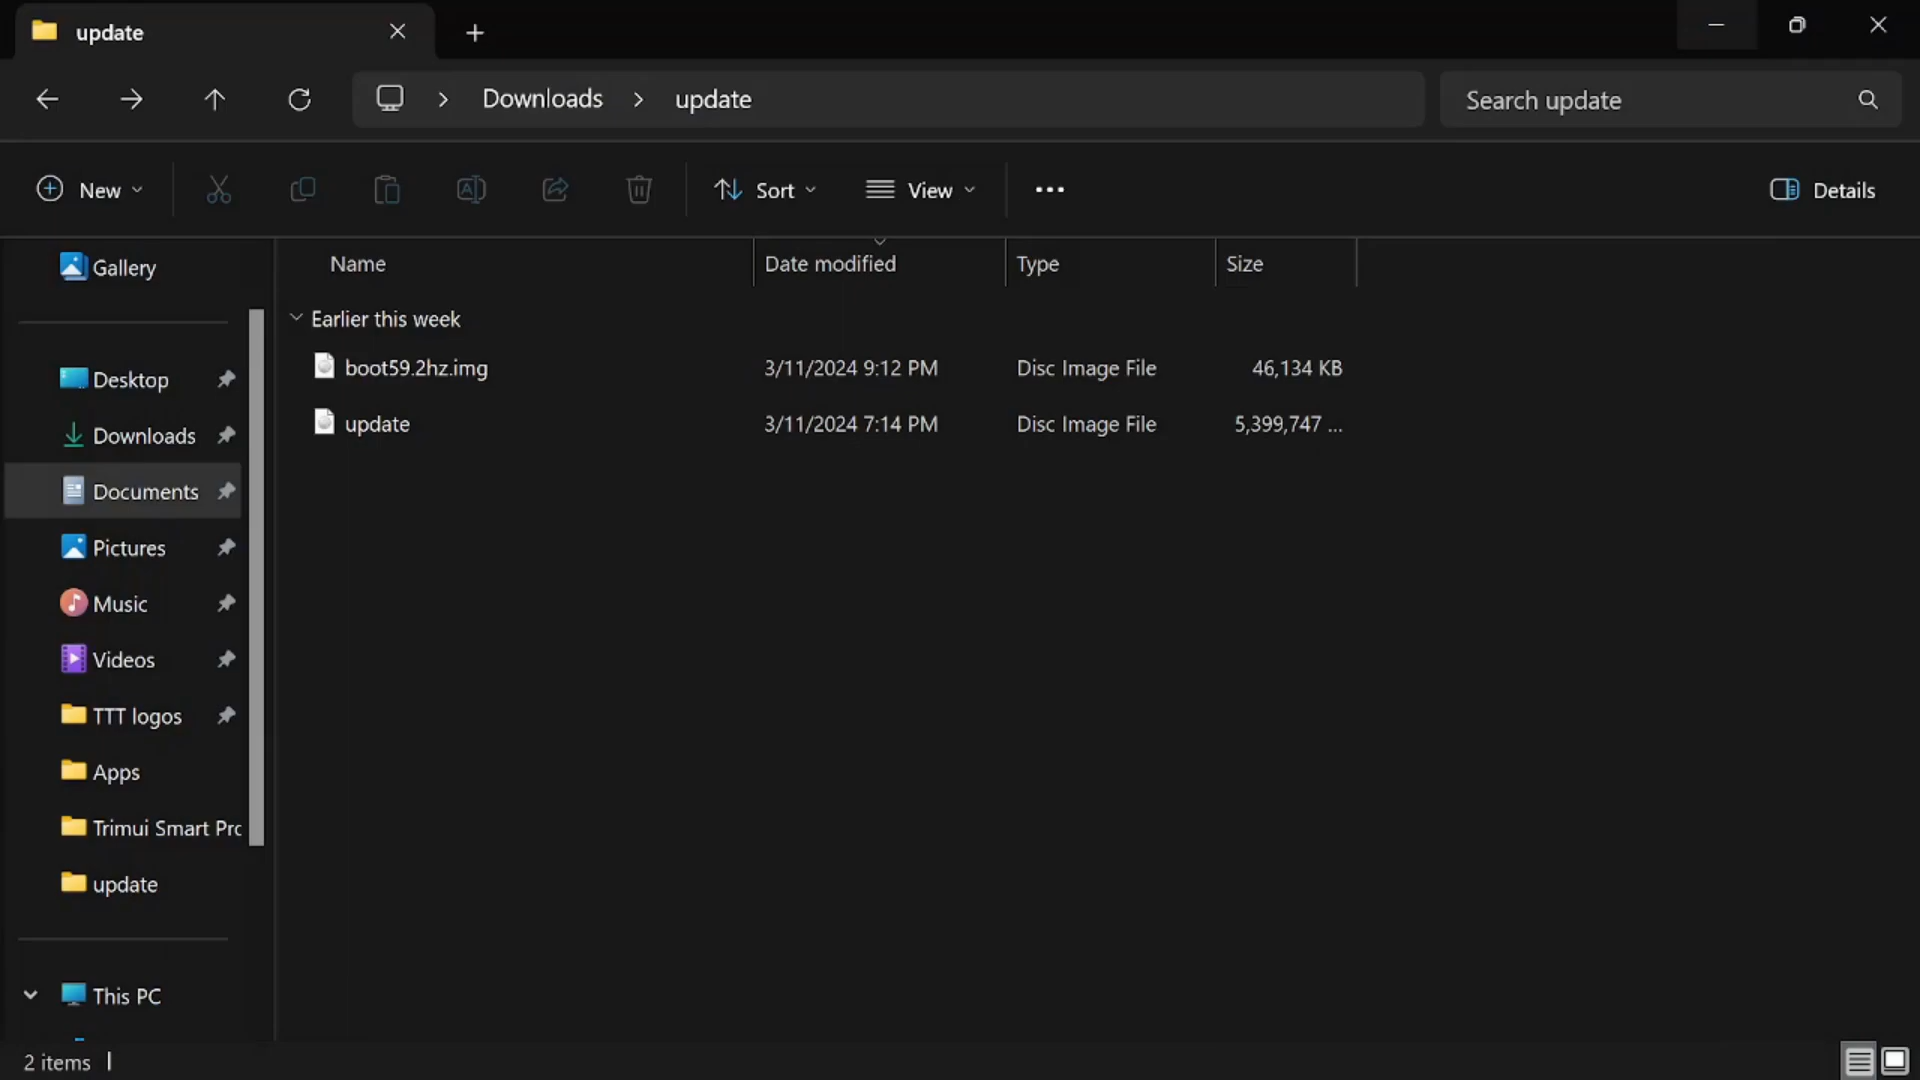 update
Downloads > update
Search update
New
Sort
View
Details
Gallery
Desktop
Downloads
Documents
Pictures
Music
Videos
TTT logos
Apps
Trimui Smart Prc
update
This PC
Name Date modified Type Size
Earlier this week
boot59.2hz.img 3/11/2024 9:12 PM Disc Image File 46,134 KB
update 3/11/2024 7:14 PM Disc Image File 5,399,747 ...
2 items